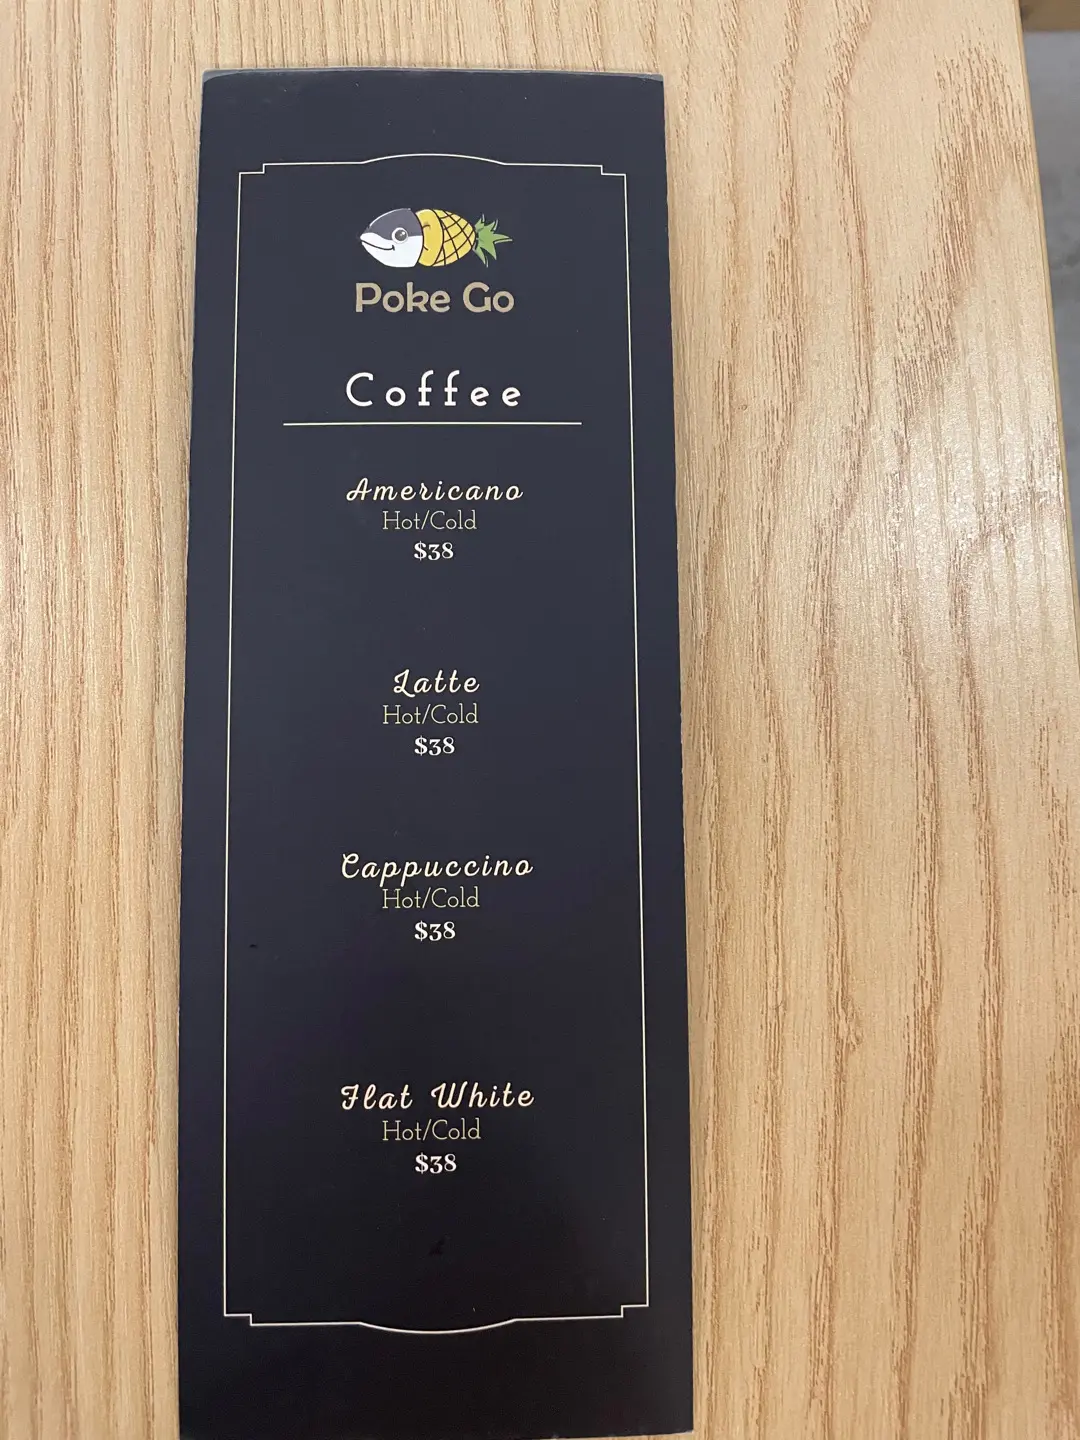 Poke Go
Coffee
Americano
Hot/Cold
$38
Latte
Hot/Cold
$38
Cappuccino
Hot/Cold
$38
Flat White
Hot/Cold
$38